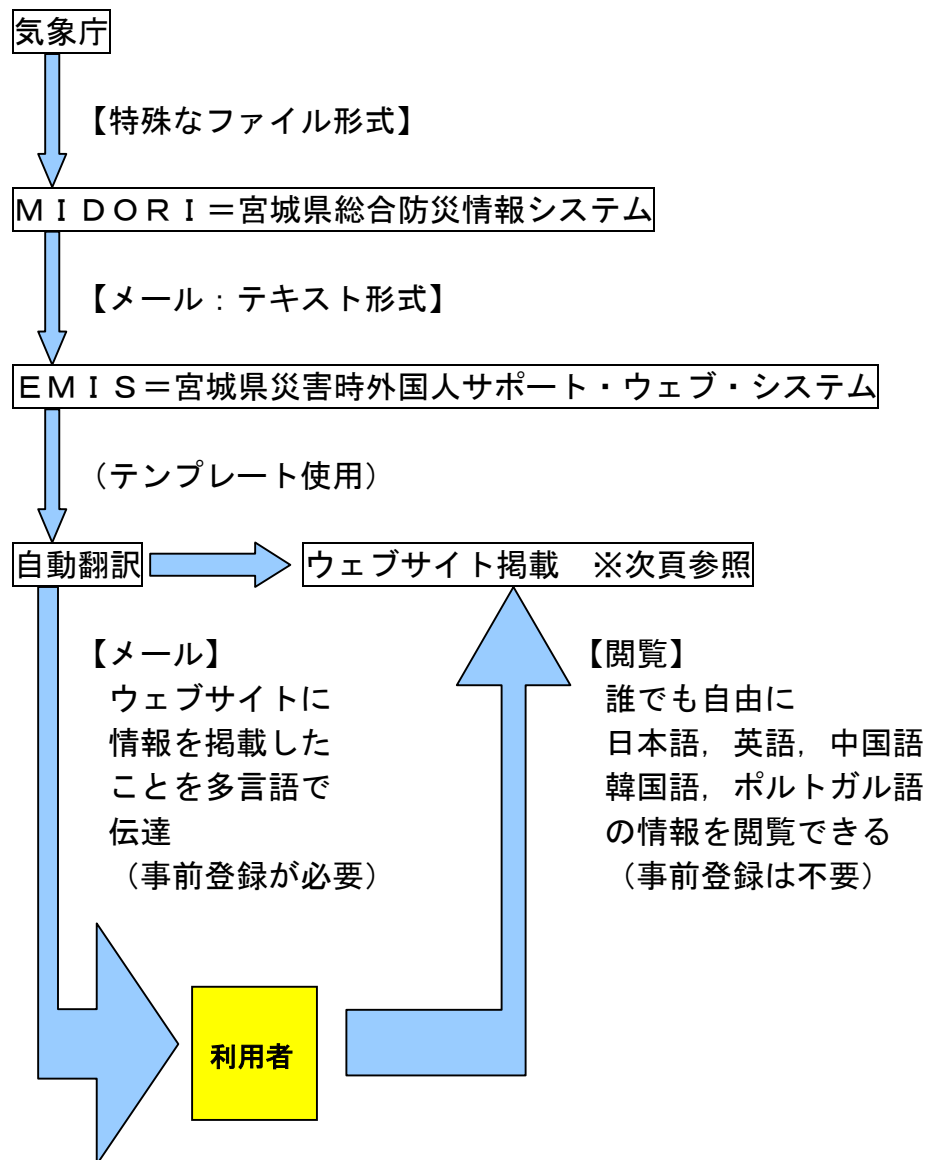 気象庁
【特殊なファイル形式】
ＭＩＤＯＲＩ＝宮城県総合防災情報システム
【メール：テキスト形式】
ＥＭＩＳ＝宮城県災害時外国人サポート・ウェブ・システム
（テンプレート使用）
自動翻訳
ウェブサイト掲載　※次頁参照
【メール】
ウェブサイトに
情報を掲載した
ことを多言語で
伝達
（事前登録が必要）
【閲覧】
誰でも自由に
日本語，英語，中国語
韓国語，ポルトガル語
の情報を閲覧できる
（事前登録は不要）
利用者